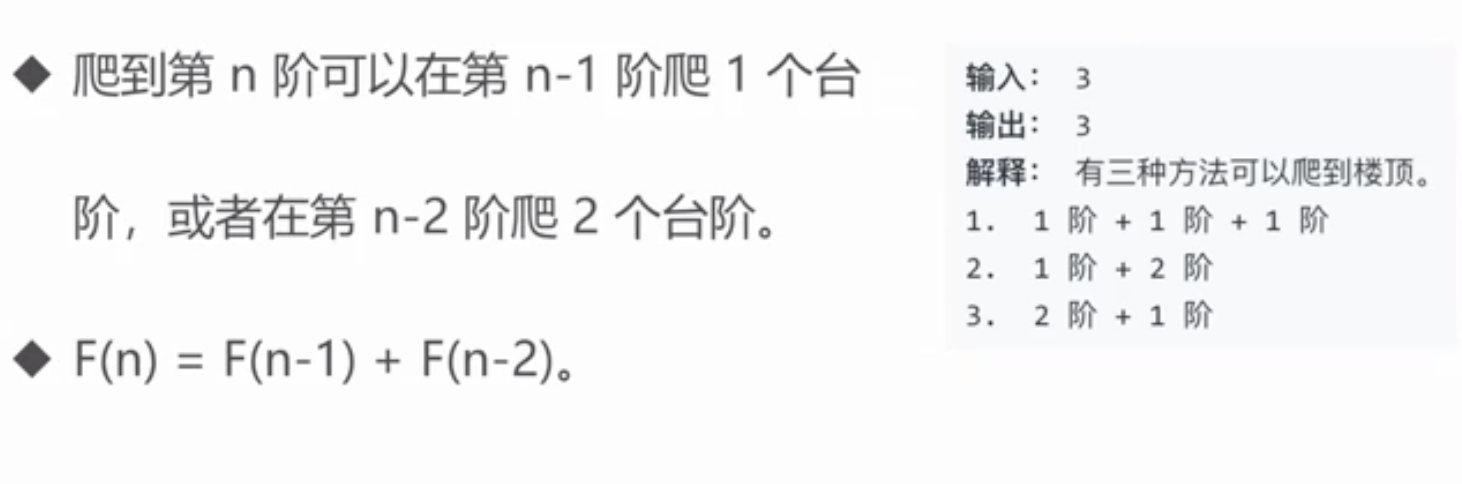 ◆ 爬到第 n 阶可以在第 n-1 阶爬 1 个台
阶，或者在第 n-2 阶爬 2 个台阶。
◆ F(n) = F(n-1) + F(n-2)。
输入： 3
输出： 3
解释： 有三种方法可以爬到楼顶。
1. 1 阶 + 1 阶 + 1 阶
2. 1 阶 + 2 阶
3. 2 阶 + 1 阶